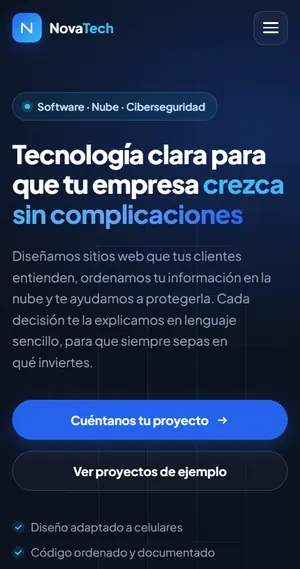 NovaTech
Software · Nube · Ciberseguridad
Tecnología clara para
que tu empresa crezca
sin complicaciones
Diseñamos sitios web que tus clientes
entienden, ordenamos tu información en la
nube y te ayudamos a protegerla. Cada
decisión te la explicamos en lenguaje
sencillo, para que siempre sepas en
qué inviertes.
Cuéntanos tu proyecto →
Ver proyectos de ejemplo
Diseño adaptado a celulares
Código ordenado y documentado